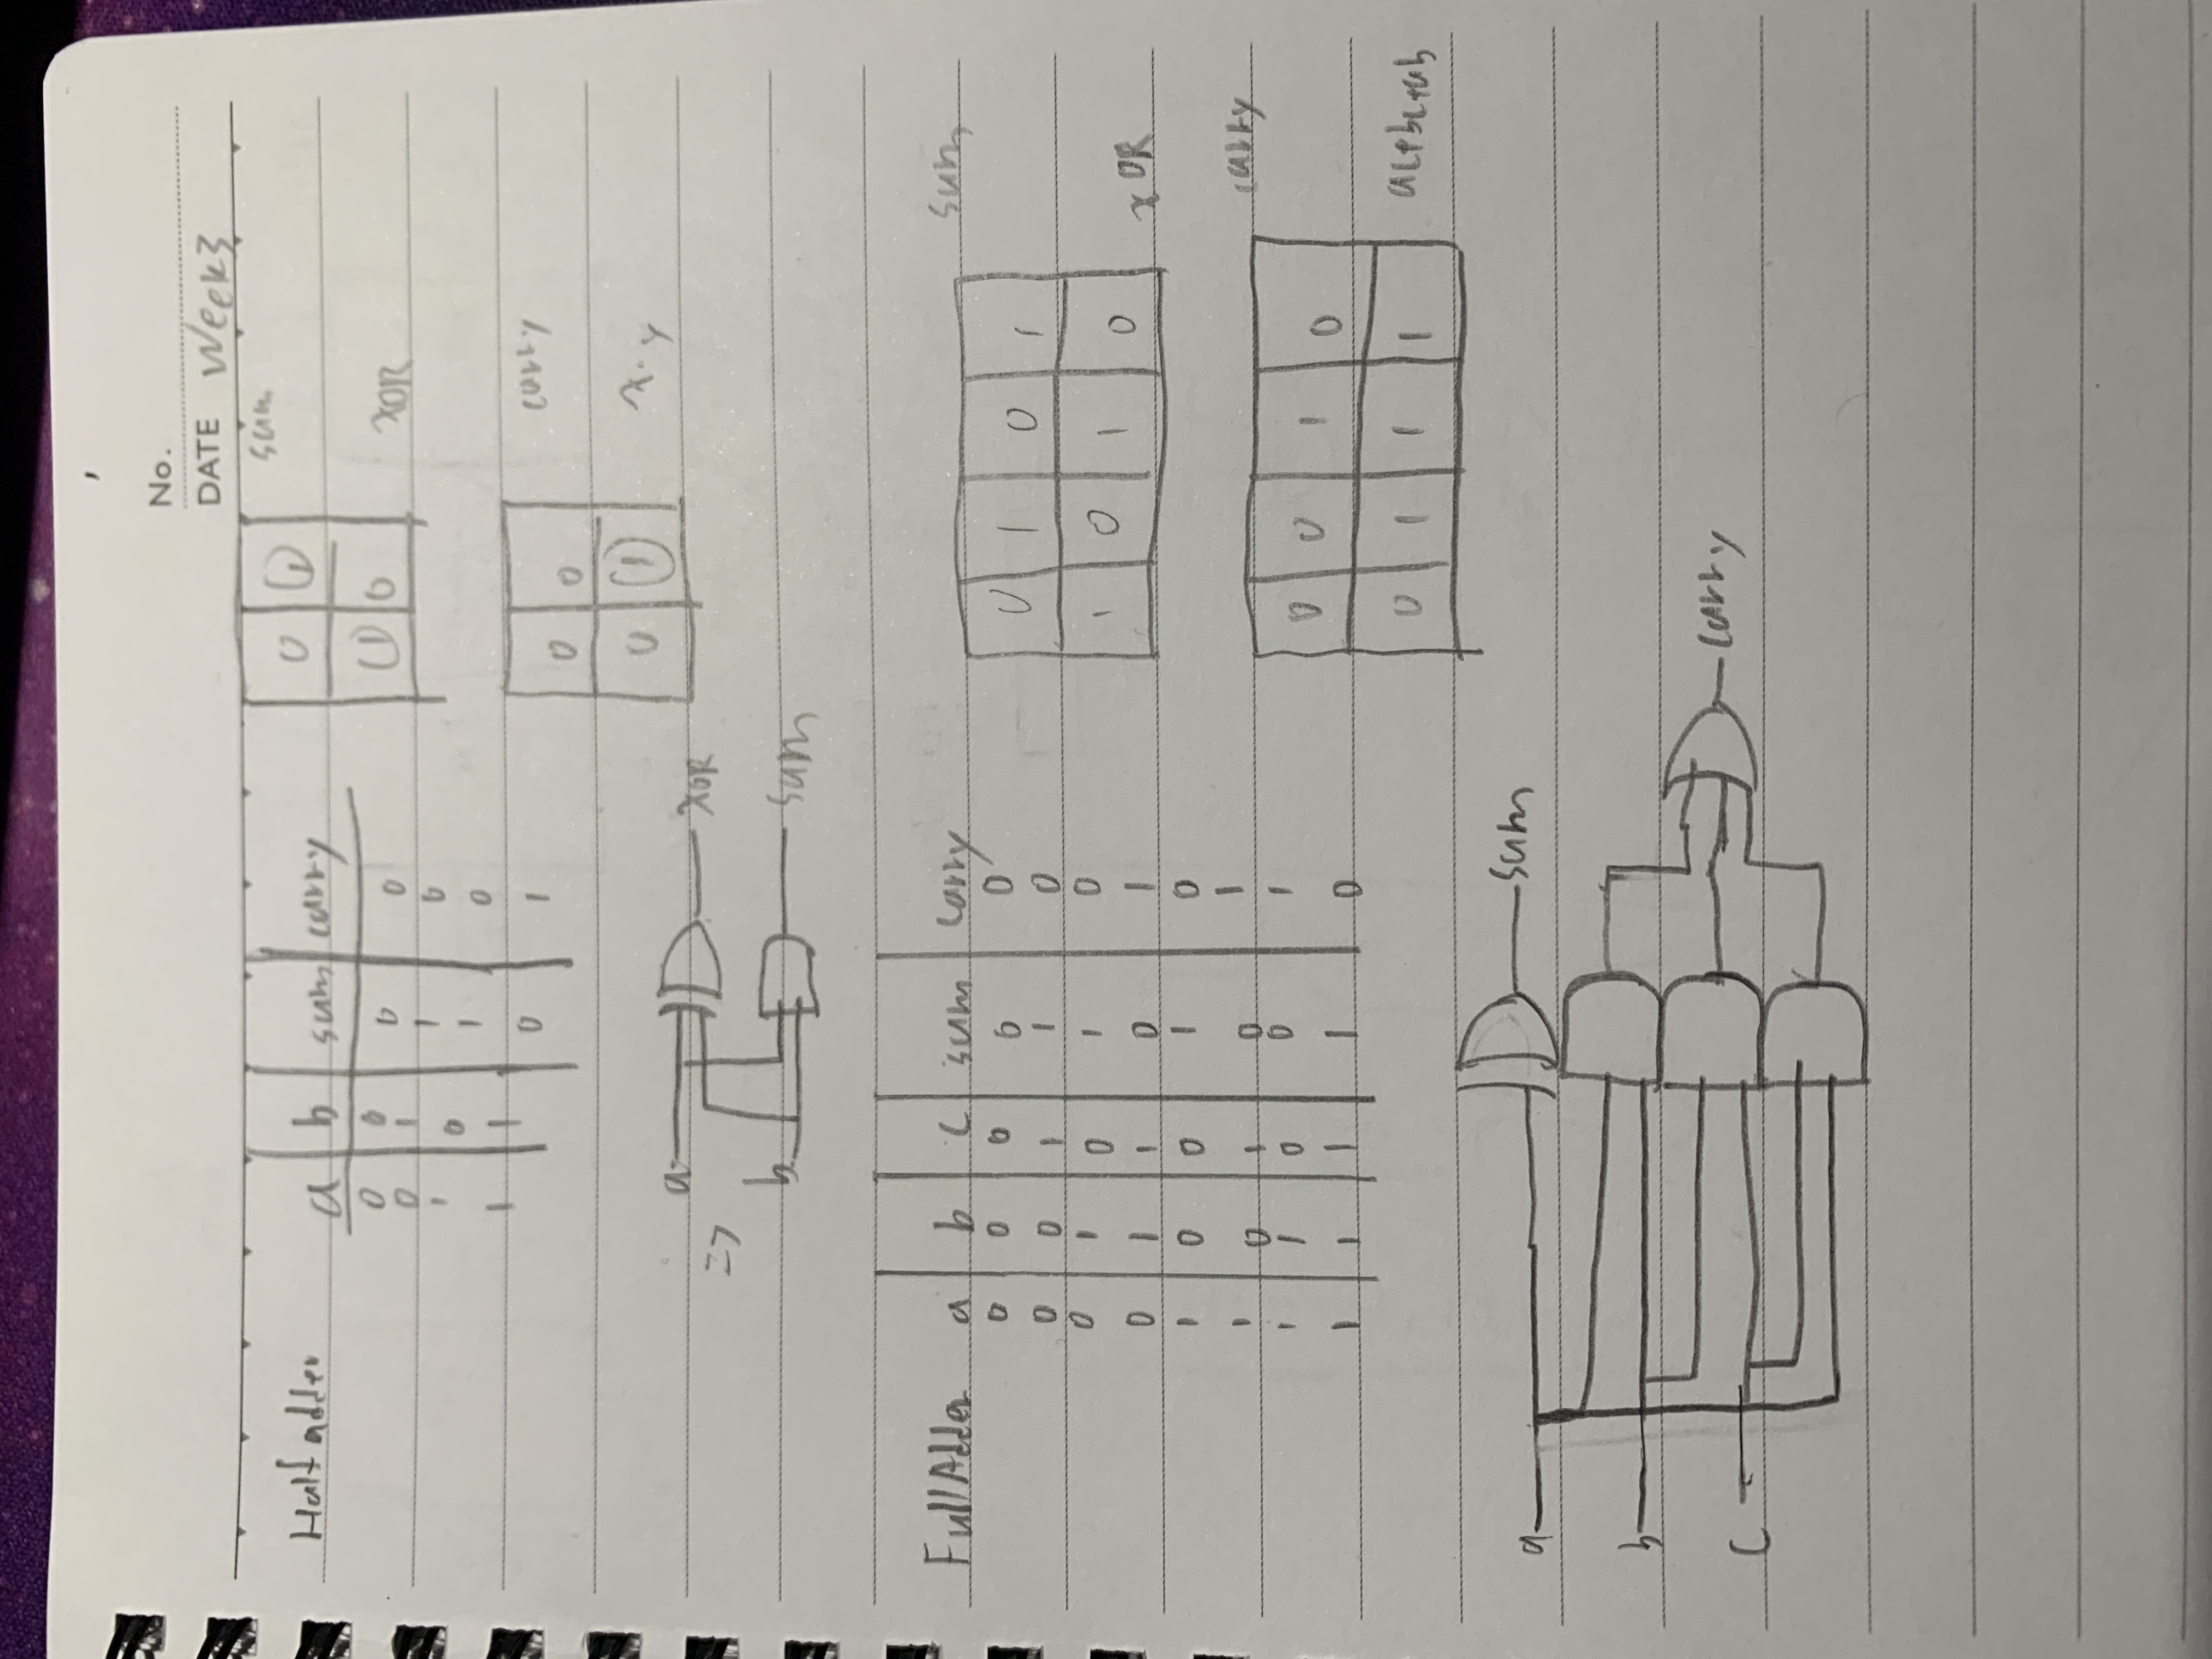 No.
DATE Week3
Half adder a b sum carry
0 0 0 0
0 1 1 0
1 0 1 0
1 1 0 1
0 1 sum
1 0 XOR
0 0 carry
0 1 x·y
=> a XOR
b sum
Full Adder a b c sum carry
0 0 0 0 0
0 0 1 1 0
0 1 0 1 0
0 1 1 0 1
1 0 0 1 0
1 0 1 0 1
1 1 0 0 1
1 1 1 1 0
sum
0 1 0 1
1 0 1 0
XOR
carry
0 0 1 0
0 1 1 1
ac+bc+ab
a sum
b
c carry